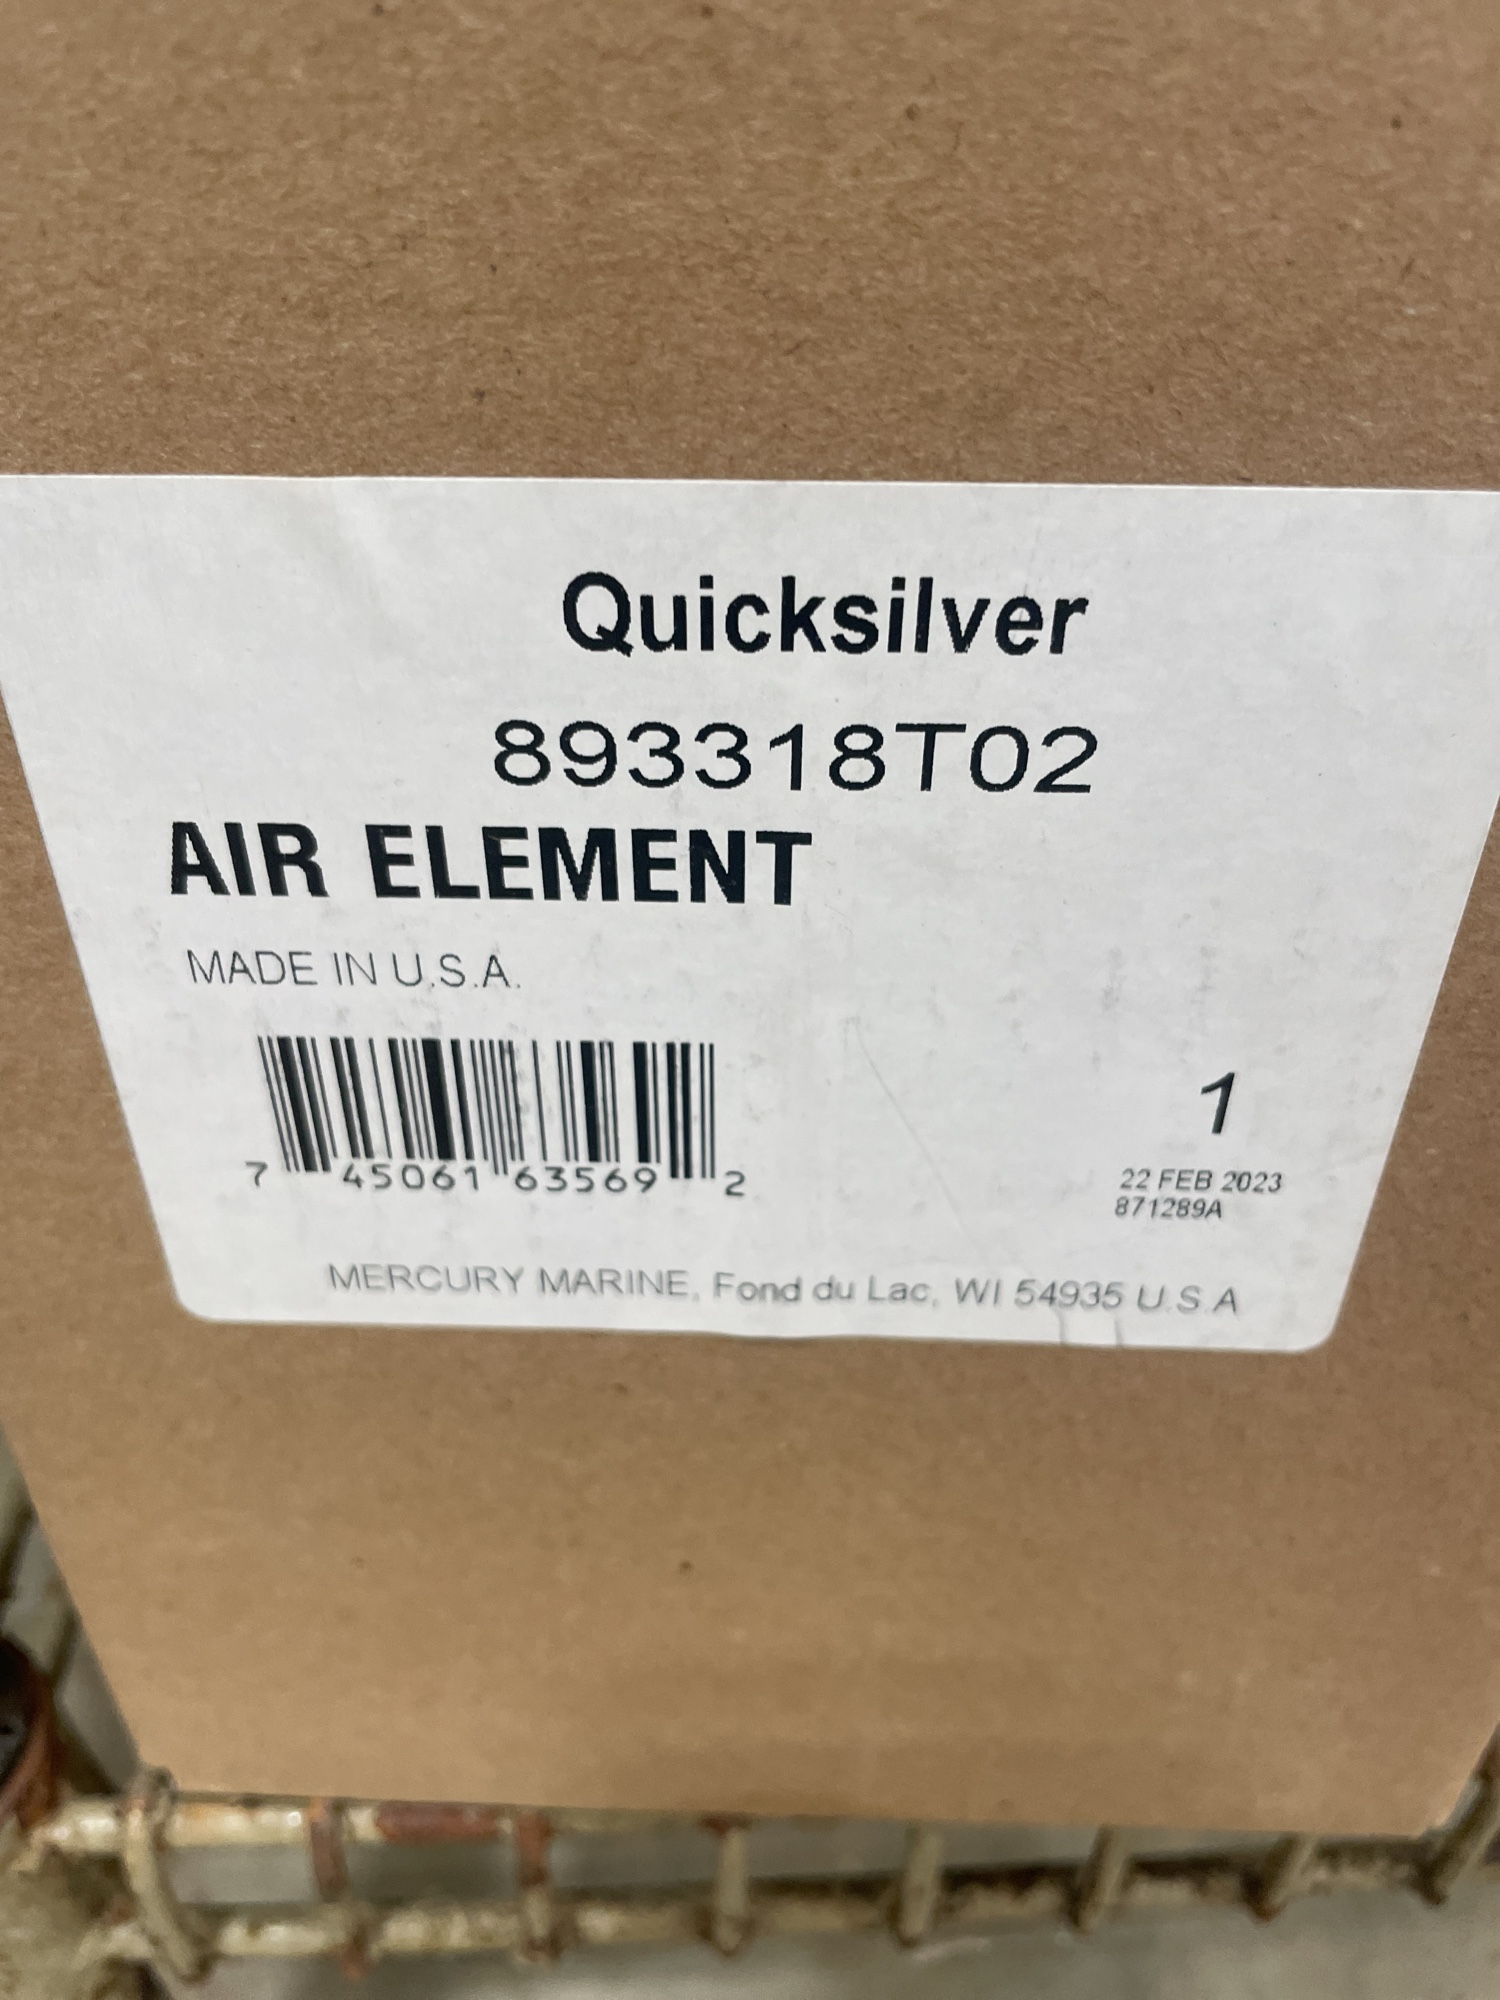 Quicksilver
893318T02
AIR ELEMENT
MADE IN U.S.A.
7 45061 63569 2
1
22 FEB 2023
871289A
MERCURY MARINE, Fond du Lac, WI 54935 U.S.A